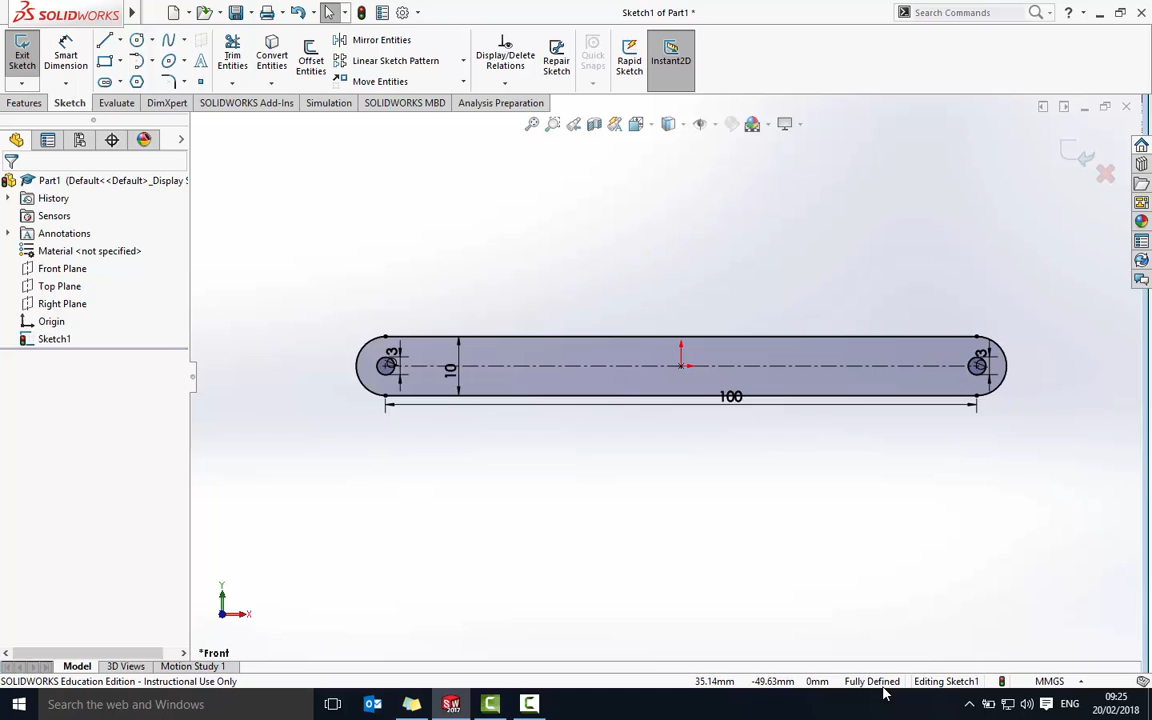 SOLIDWORKS
Sketch1 of Part1 *
Search Commands
Exit Sketch
Smart Dimension
Trim Entities
Convert Entities
Offset Entities
Mirror Entities
Linear Sketch Pattern
Move Entities
Display/Delete Relations
Repair Sketch
Quick Snaps
Rapid Sketch
Instant2D
Features
Sketch
Evaluate
DimXpert
SOLIDWORKS Add-Ins
Simulation
SOLIDWORKS MBD
Analysis Preparation
Part1 (Default<<Default>_Display S
History
Sensors
Annotations
Material <not specified>
Front Plane
Top Plane
Right Plane
Origin
Sketch1
Ø3
10
100
Ø3
Y
X
*Front
Model
3D Views
Motion Study 1
SOLIDWORKS Education Edition - Instructional Use Only
35.14mm
-49.63mm
0mm
Fully Defined
Editing Sketch1
MMGS
Search the web and Windows
SW
2017
ENG
09:25
20/02/2018